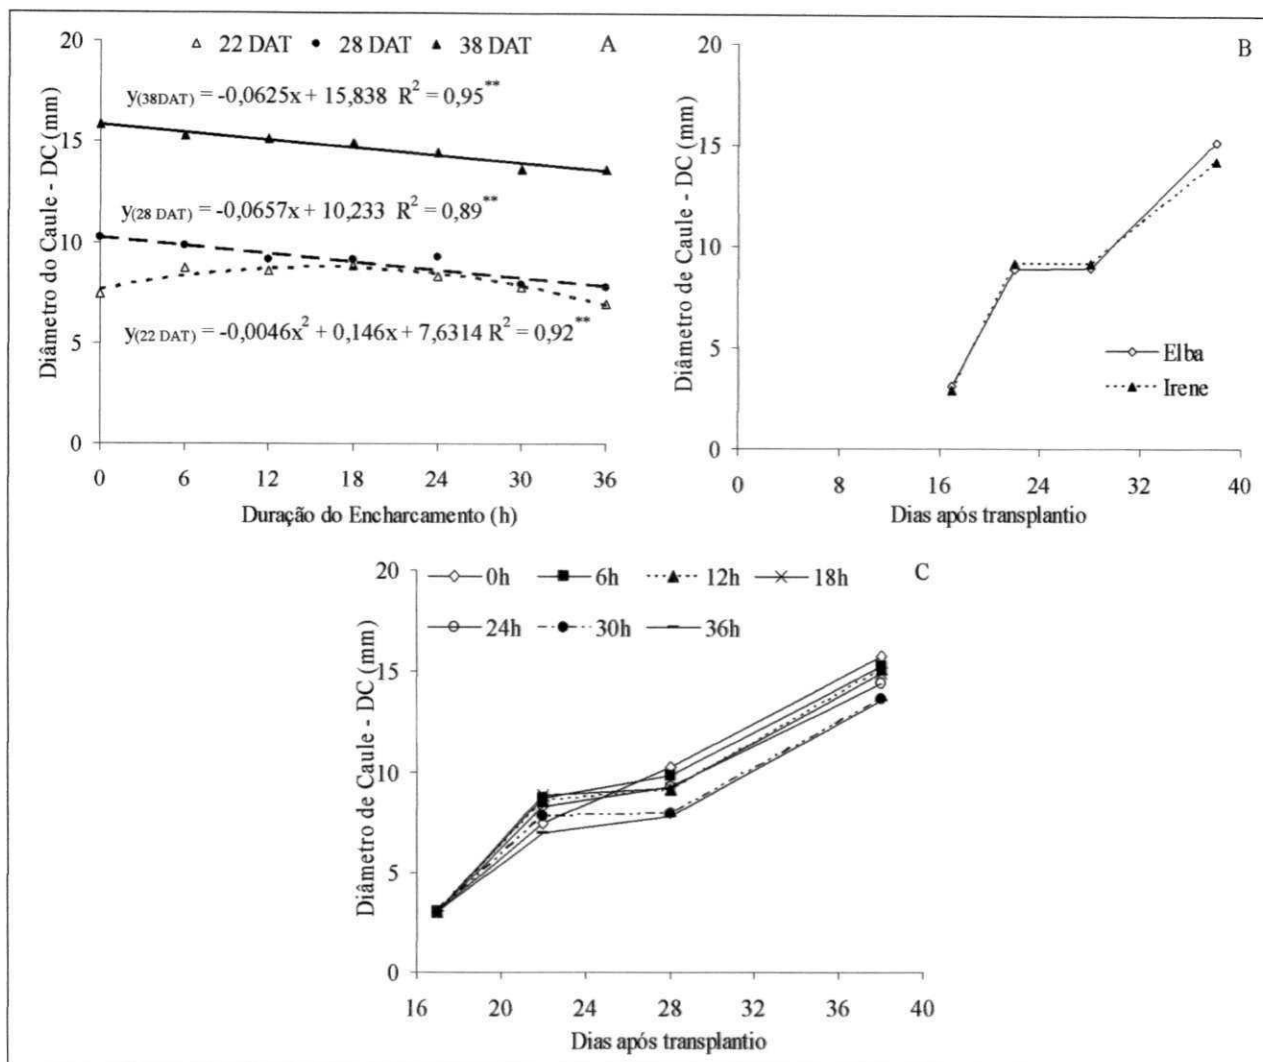 20
△ 22 DAT ● 28 DAT ▲ 38 DAT A
y(38DAT) = -0,0625x + 15,838 R² = 0,95**
15
y(28 DAT) = -0,0657x + 10,233 R² = 0,89**
10
5
y(22 DAT) = -0,0046x² + 0,146x + 7,6314 R² = 0,92**
0
0 6 12 18 24 30 36
Diâmetro do Caule - DC (mm)
Duração do Encharcamento (h)
B
20
15
10
5
0
Elba
Irene
0 8 16 24 32 40
Diâmetro de Caule - DC (mm)
Dias após transplantio
C
0h 6h 12h 18h
24h 30h 36h
20
15
10
5
0
16 20 24 28 32 36 40
Diâmetro de Caule - DC (mm)
Dias após transplantio